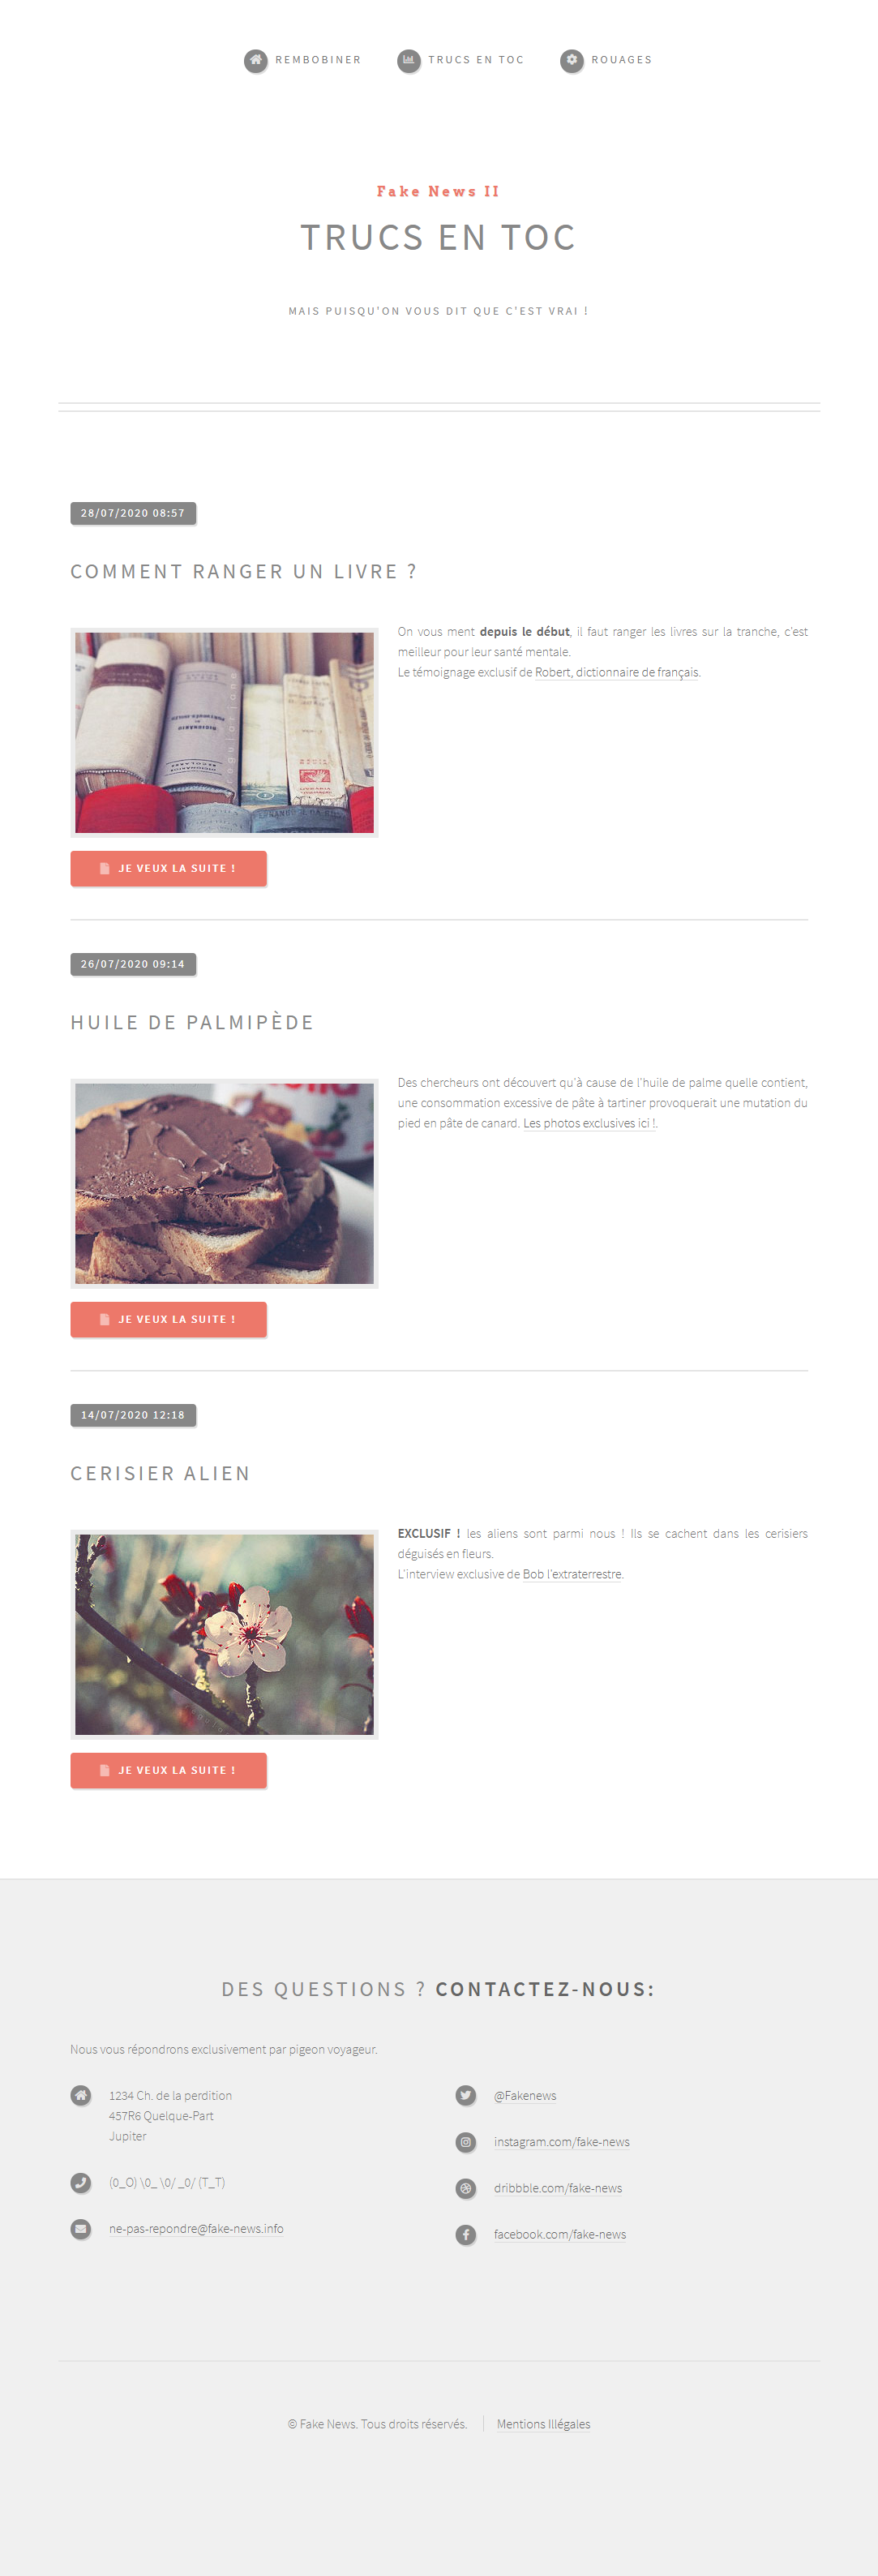 REMBOBINER TRUCS EN TOC ROUAGES
Fake News II
TRUCS EN TOC
MAIS PUISQU'ON VOUS DIT QUE C'EST VRAI !
28/07/2020 08:57
COMMENT RANGER UN LIVRE ?
On vous ment depuis le début, il faut ranger les livres sur la tranche, c'est
meilleur pour leur santé mentale.
Le témoignage exclusif de Robert, dictionnaire de français.
JE VEUX LA SUITE !
26/07/2020 09:14
HUILE DE PALMIPÈDE
Des chercheurs ont découvert qu'à cause de l'huile de palme quelle contient,
une consommation excessive de pâte à tartiner provoquerait une mutation du
pied en pâte de canard. Les photos exclusives ici !.
JE VEUX LA SUITE !
14/07/2020 12:18
CERISIER ALIEN
EXCLUSIF ! les aliens sont parmi nous ! Ils se cachent dans les cerisiers
déguisés en fleurs.
L'interview exclusive de Bob l'extraterrestre.
JE VEUX LA SUITE !
DES QUESTIONS ? CONTACTEZ-NOUS:
Nous vous répondrons exclusivement par pigeon voyageur.
1234 Ch. de la perdition
457R6 Quelque-Part
Jupiter
(0_O) \0_ \0/ _0/ (T_T)
ne-pas-repondre@fake-news.info
@Fakenews
instagram.com/fake-news
dribbble.com/fake-news
facebook.com/fake-news
© Fake News. Tous droits réservés. Mentions Illégales